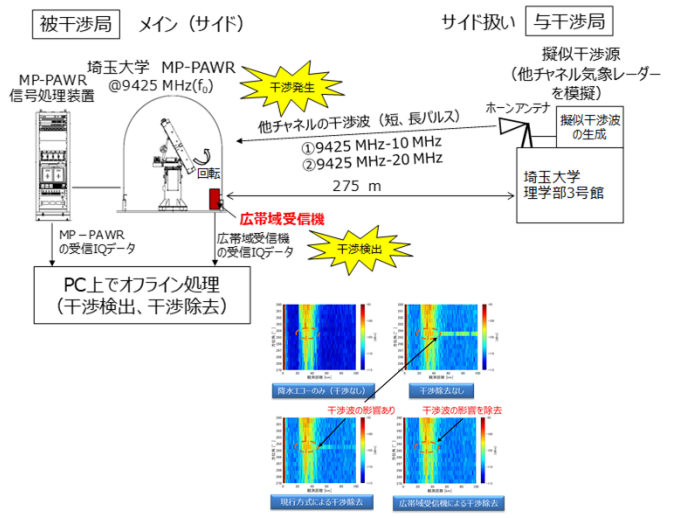 被干渉局
メイン（サイド）
サイド扱い
与干渉局
MP-PAWR
信号処理装置
埼玉大学　MP-PAWR
@9425 MHz(f0)
干渉発生
擬似干渉源
（他チャネル気象レーダー
を模擬）
ホーンアンテナ
擬似干渉波
の生成
他チャネルの干渉波（短、長パルス）
①9425 MHz-10 MHz
②9425 MHz-20 MHz
回転
275 m
埼玉大学
理学部3号館
広帯域受信機
MP－PAWR
の受信IQデータ
広帯域受信機
の受信IQデータ
干渉検出
PC上でオフライン処理
（干渉検出、干渉除去）
降水エコーのみ（干渉なし）
干渉除去なし
干渉波の影響あり
干渉波の影響を除去
現行方式による干渉除去
広帯域受信機による干渉除去